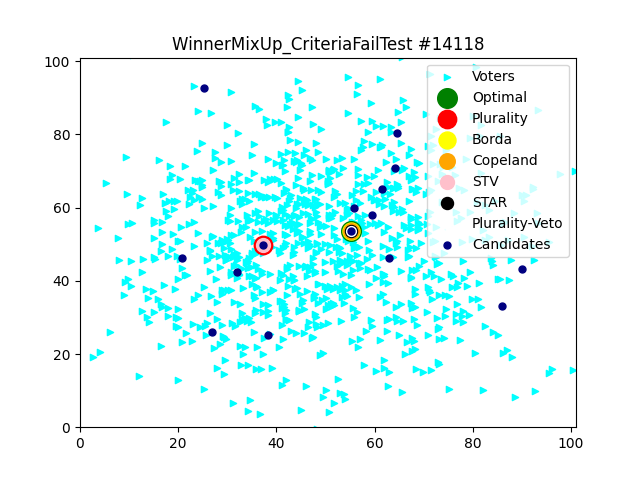 WinnerMixUp_CriteriaFailTest #14118
100
80
60
40
20
0
0
20
40
60
80
100
Voters
Optimal
Plurality
Borda
Copeland
STV
STAR
Plurality-Veto
Candidates